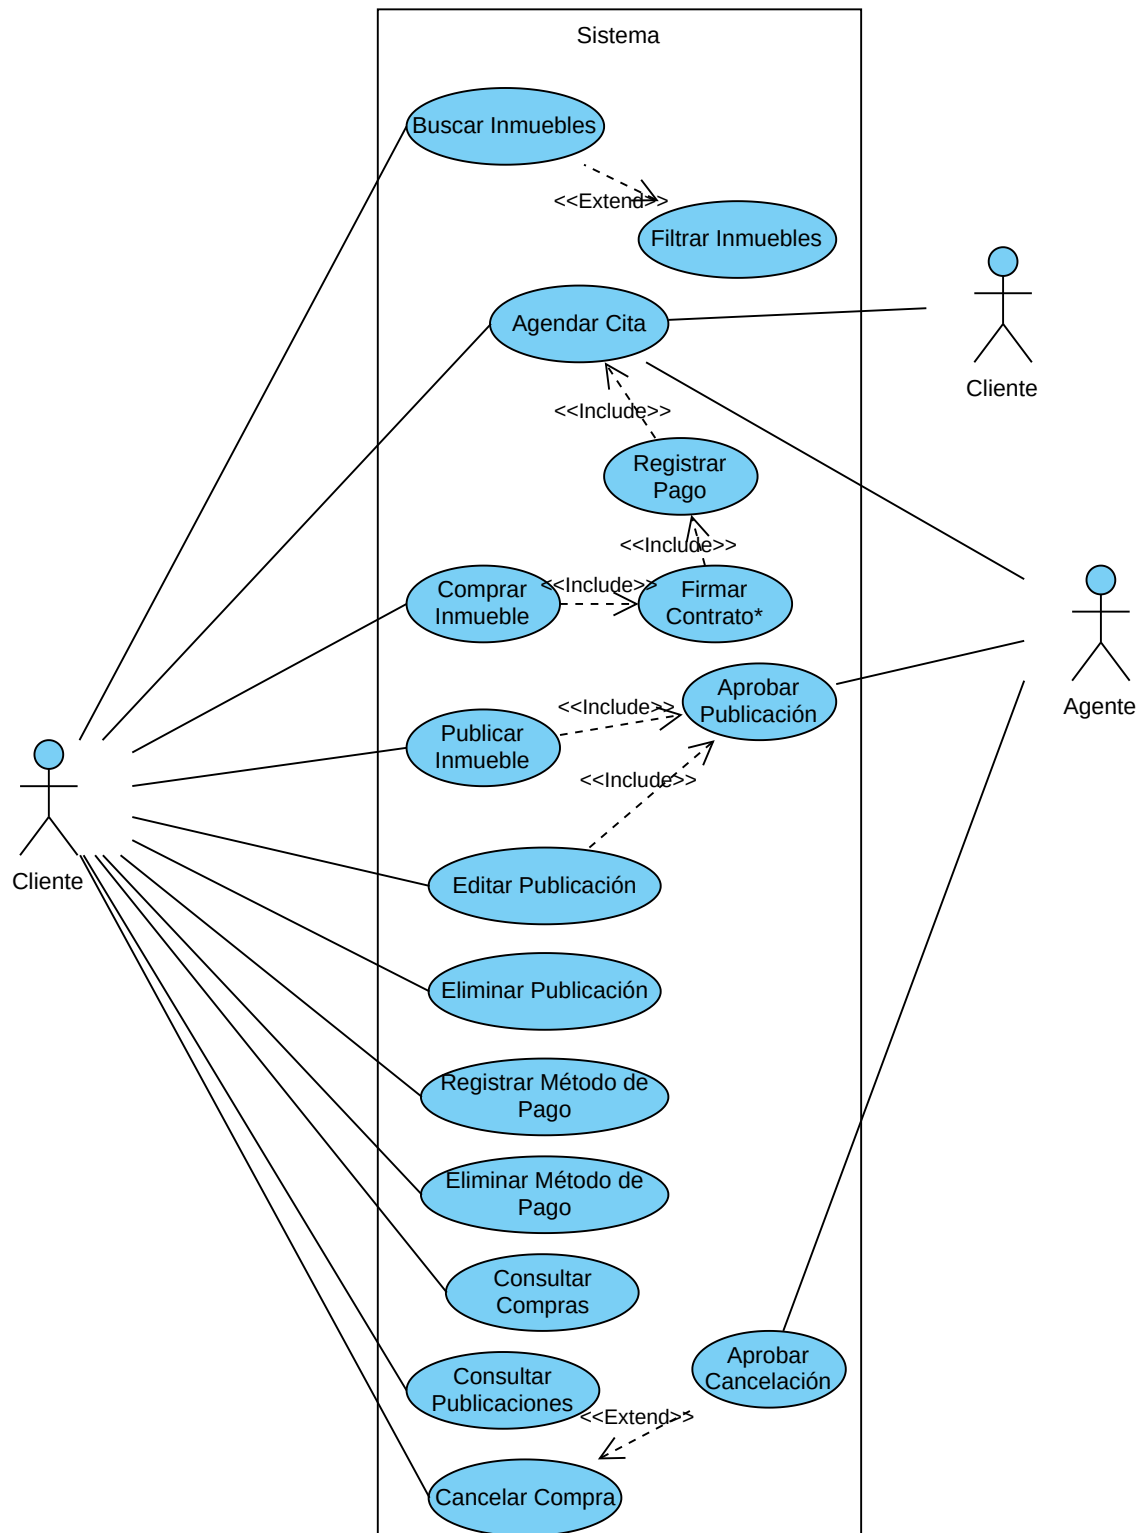 Sistema
Buscar Inmuebles
<<Extend>>
Filtrar Inmuebles
Agendar Cita
Cliente
<<Include>>
Registrar
Pago
<<Include>>
Comprar
Inmueble
<<Include>>
Firmar
Contrato*
Agente
Aprobar
Publicación
<<Include>>
Publicar
Inmueble
<<Include>>
Cliente
Editar Publicación
Eliminar Publicación
Registrar Método de
Pago
Eliminar Método de
Pago
Consultar
Compras
Aprobar
Cancelación
Consultar
Publicaciones
<<Extend>>
Cancelar Compra